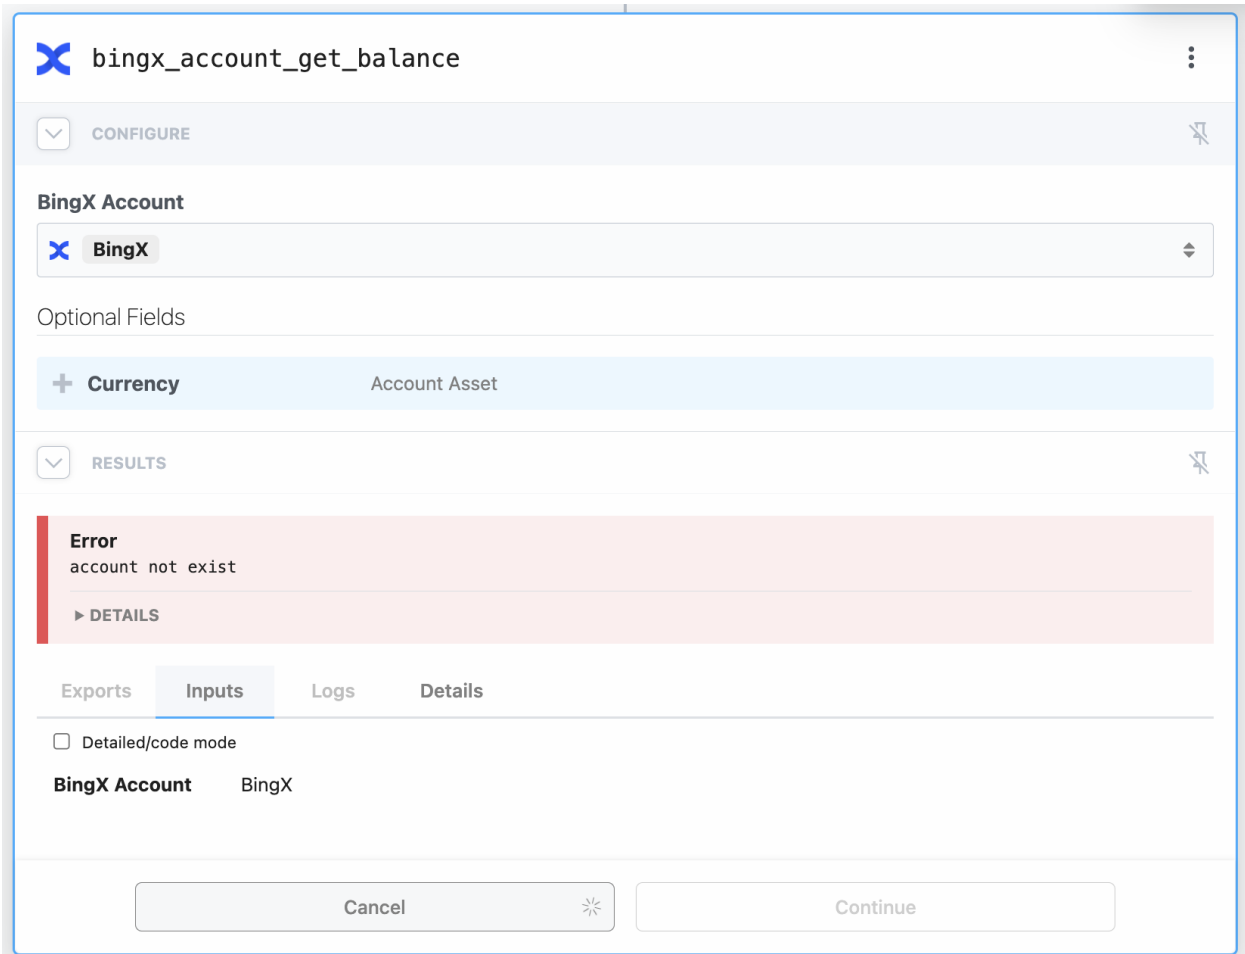 bingx_account_get_balance
CONFIGURE
BingX Account
BingX
Optional Fields
Currency Account Asset
RESULTS
Error
account not exist
DETAILS
Exports Inputs Logs Details
Detailed/code mode
BingX Account BingX
Cancel Continue